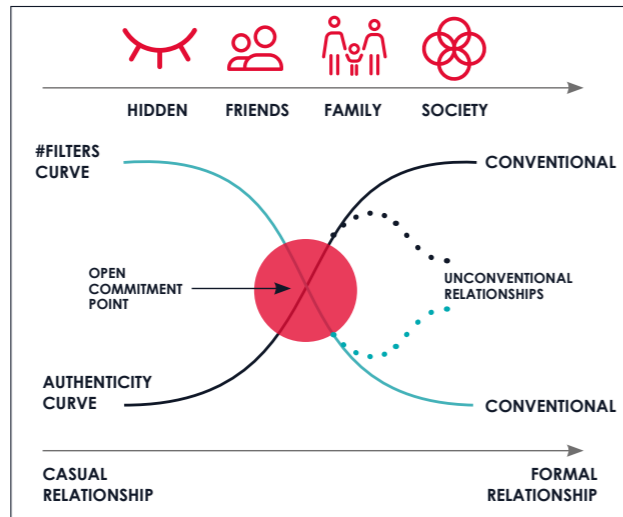 HIDDEN FRIENDS FAMILY SOCIETY
#FILTERS
CURVE
CONVENTIONAL
OPEN
COMMITMENT
POINT
UNCONVENTIONAL
RELATIONSHIPS
AUTHENTICITY
CURVE
CONVENTIONAL
CASUAL
RELATIONSHIP
FORMAL
RELATIONSHIP